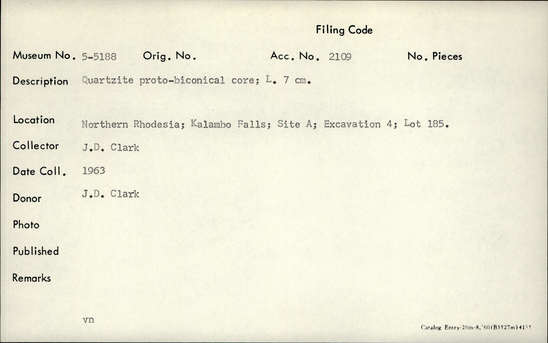 Filing Code
Museum No. 5-5188 Orig. No. Acc. No. 2109 No. Pieces
Description Quartzite proto-biconical core; L. 7 cm.
Location Northern Rhodesia; Kalambo Falls; Site A; Excavation 4; Lot 185.
Collector J.D. Clark
Date Coll. 1963
Donor J.D. Clark
Photo
Published
Remarks
vn
Catalog Entry